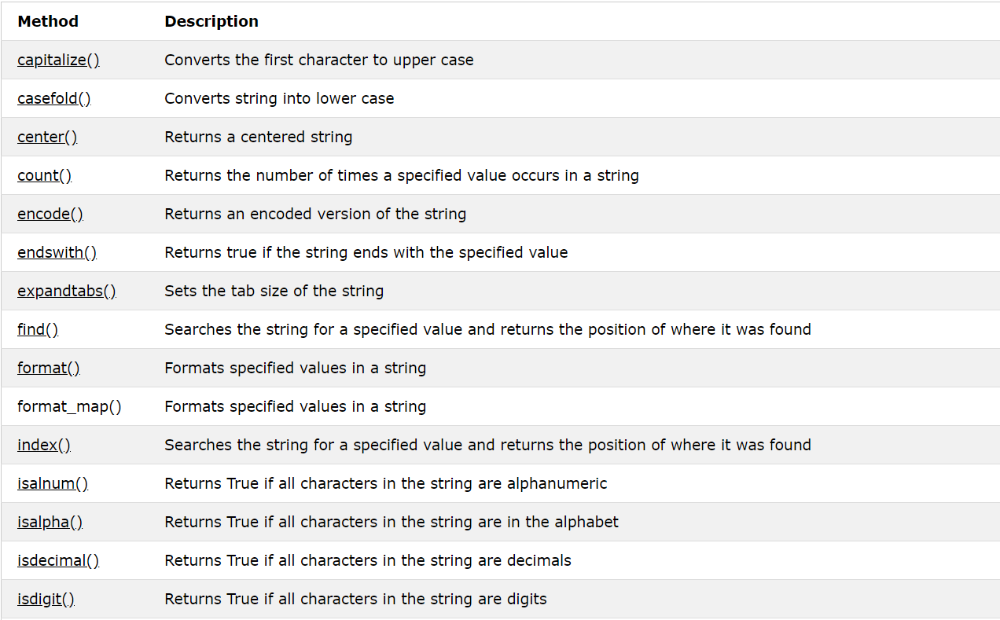 Method Description
capitalize() Converts the first character to upper case
casefold() Converts string into lower case
center() Returns a centered string
count() Returns the number of times a specified value occurs in a string
encode() Returns an encoded version of the string
endswith() Returns true if the string ends with the specified value
expandtabs() Sets the tab size of the string
find() Searches the string for a specified value and returns the position of where it was found
format() Formats specified values in a string
format_map() Formats specified values in a string
index() Searches the string for a specified value and returns the position of where it was found
isalnum() Returns True if all characters in the string are alphanumeric
isalpha() Returns True if all characters in the string are in the alphabet
isdecimal() Returns True if all characters in the string are decimals
isdigit() Returns True if all characters in the string are digits